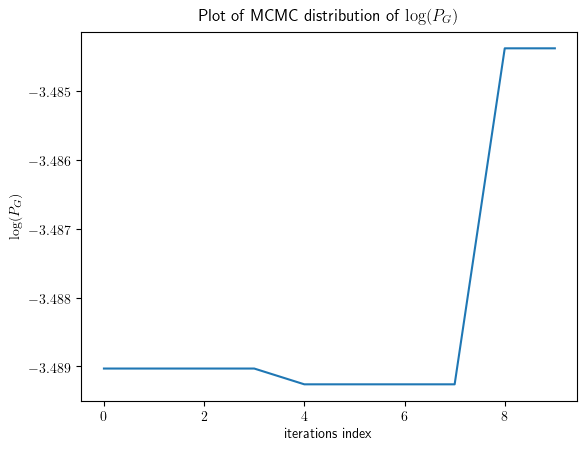 Plot of MCMC distribution of log(P_G)
−3.485
−3.486
−3.487
−3.488
−3.489
log(P_G)
0 2 4 6 8
iterations index